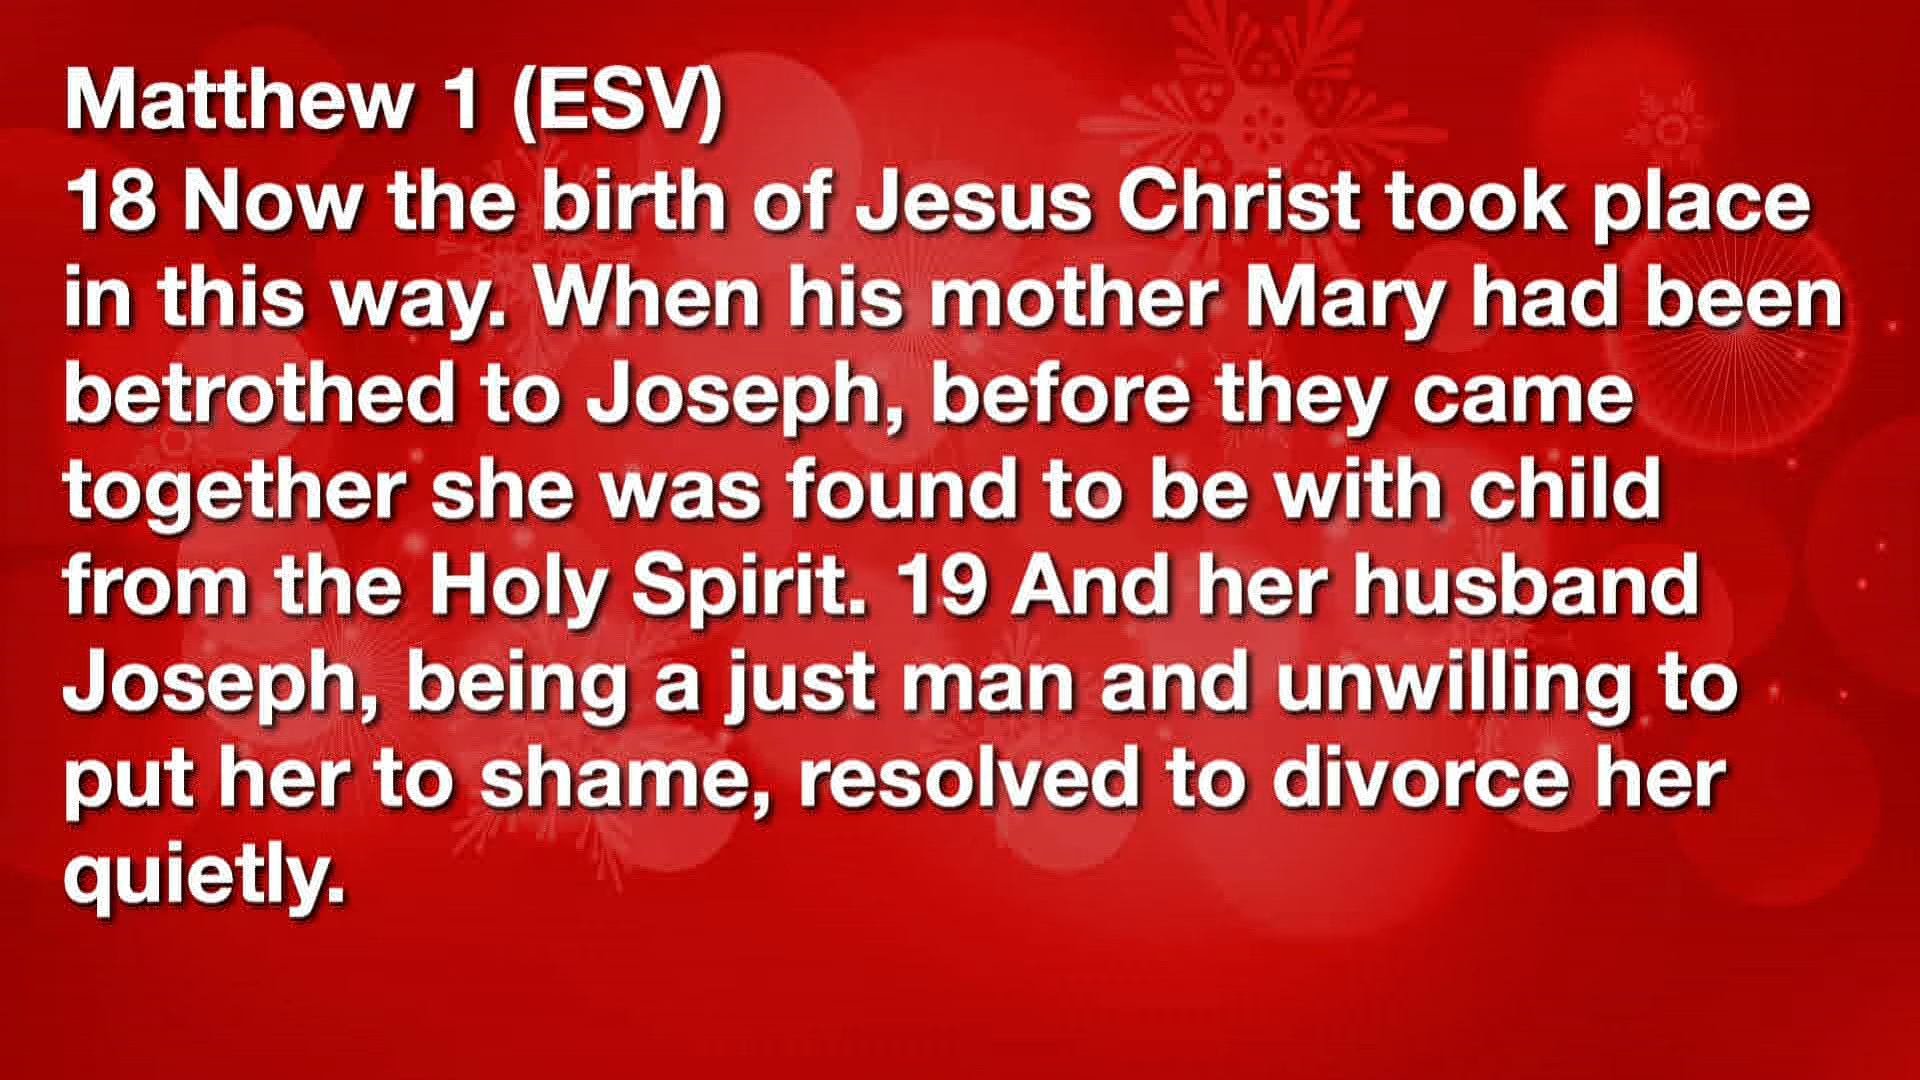 Matthew 1 (ESV)
18 Now the birth of Jesus Christ took place
in this way. When his mother Mary had been
betrothed to Joseph, before they came
together she was found to be with child
from the Holy Spirit. 19 And her husband
Joseph, being a just man and unwilling to
put her to shame, resolved to divorce her
quietly.